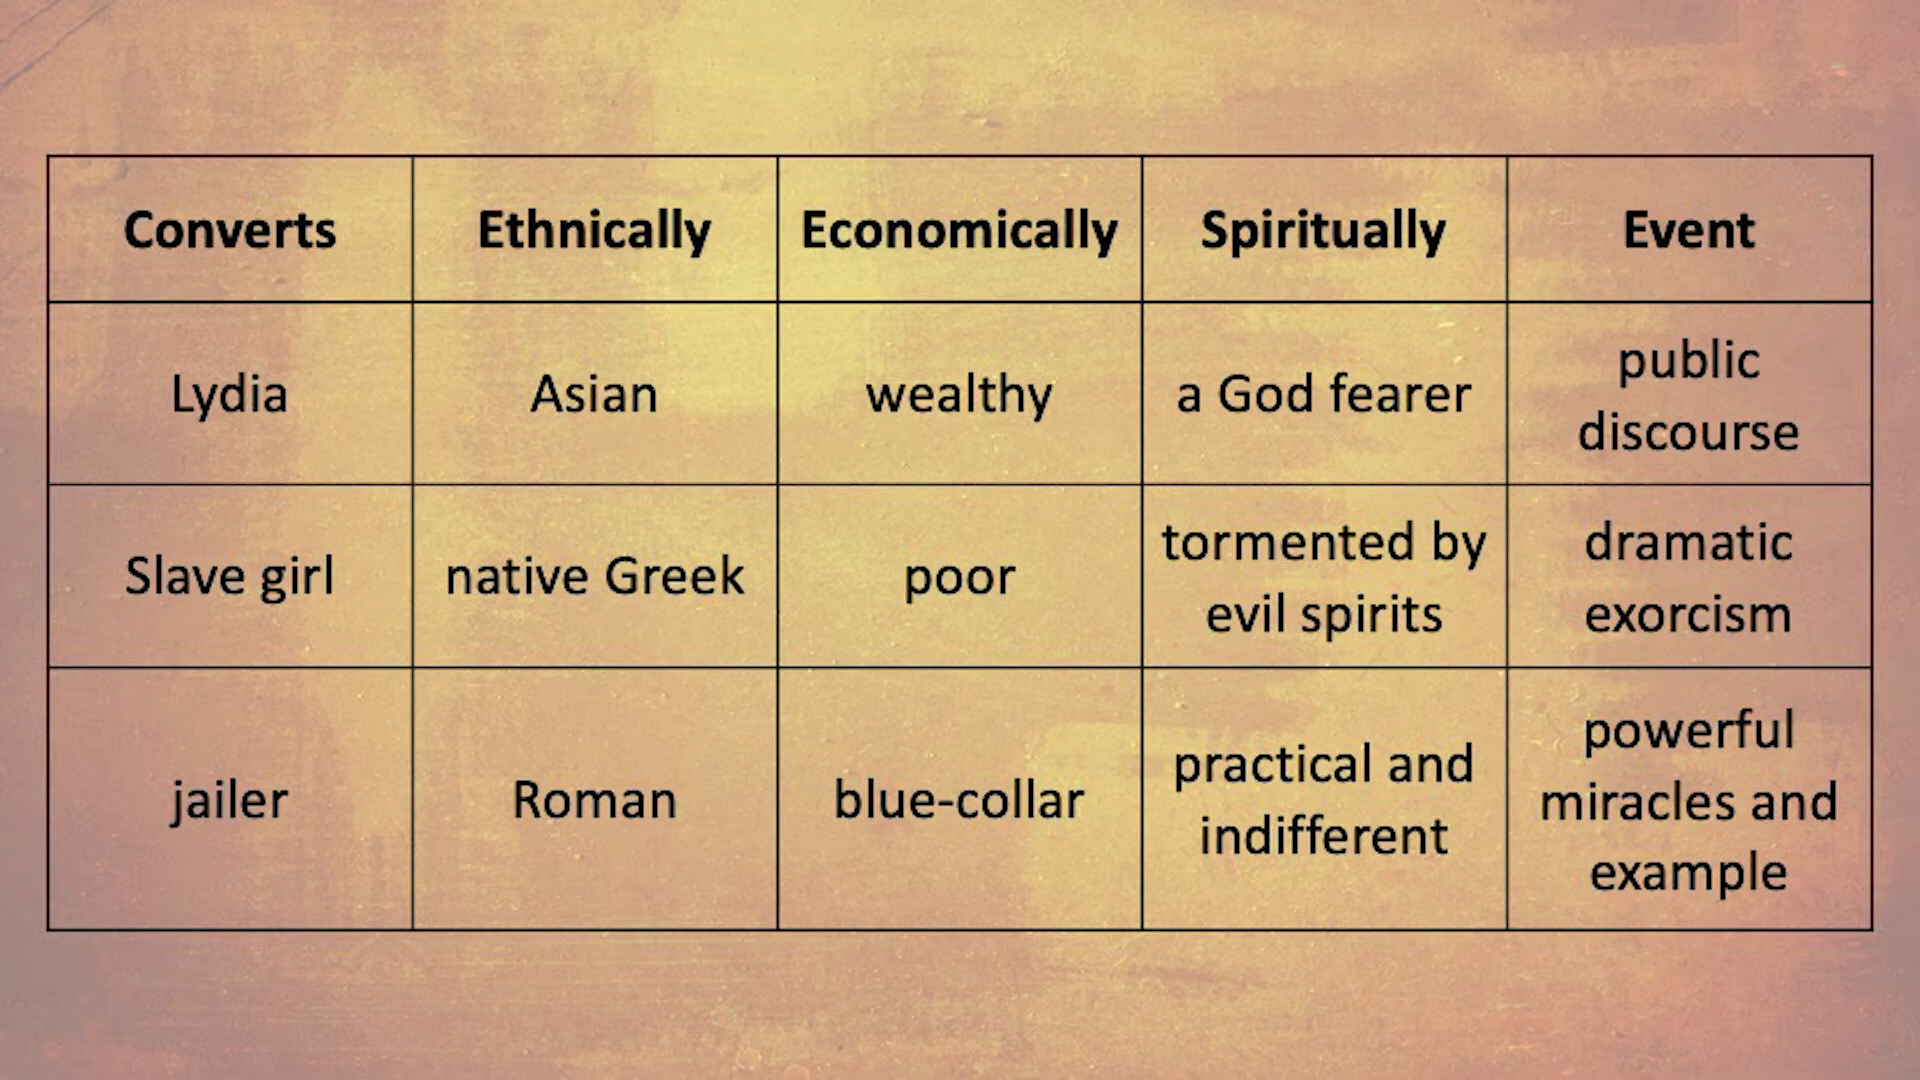 Converts Ethnically Economically Spiritually Event
Lydia Asian wealthy a God fearer public
discourse
Slave girl native Greek poor tormented by
evil spirits dramatic
exorcism
jailer Roman blue-collar practical and
indifferent powerful
miracles and
example